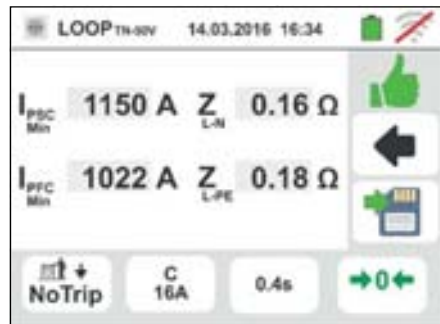 LOOP TN-50V 14.03.2016 16:34
IPSC Min 1150 A Z L-N 0.16 Ω
IPFC Min 1022 A Z L-PE 0.18 Ω
NoTrip C 16A 0.4s →0←